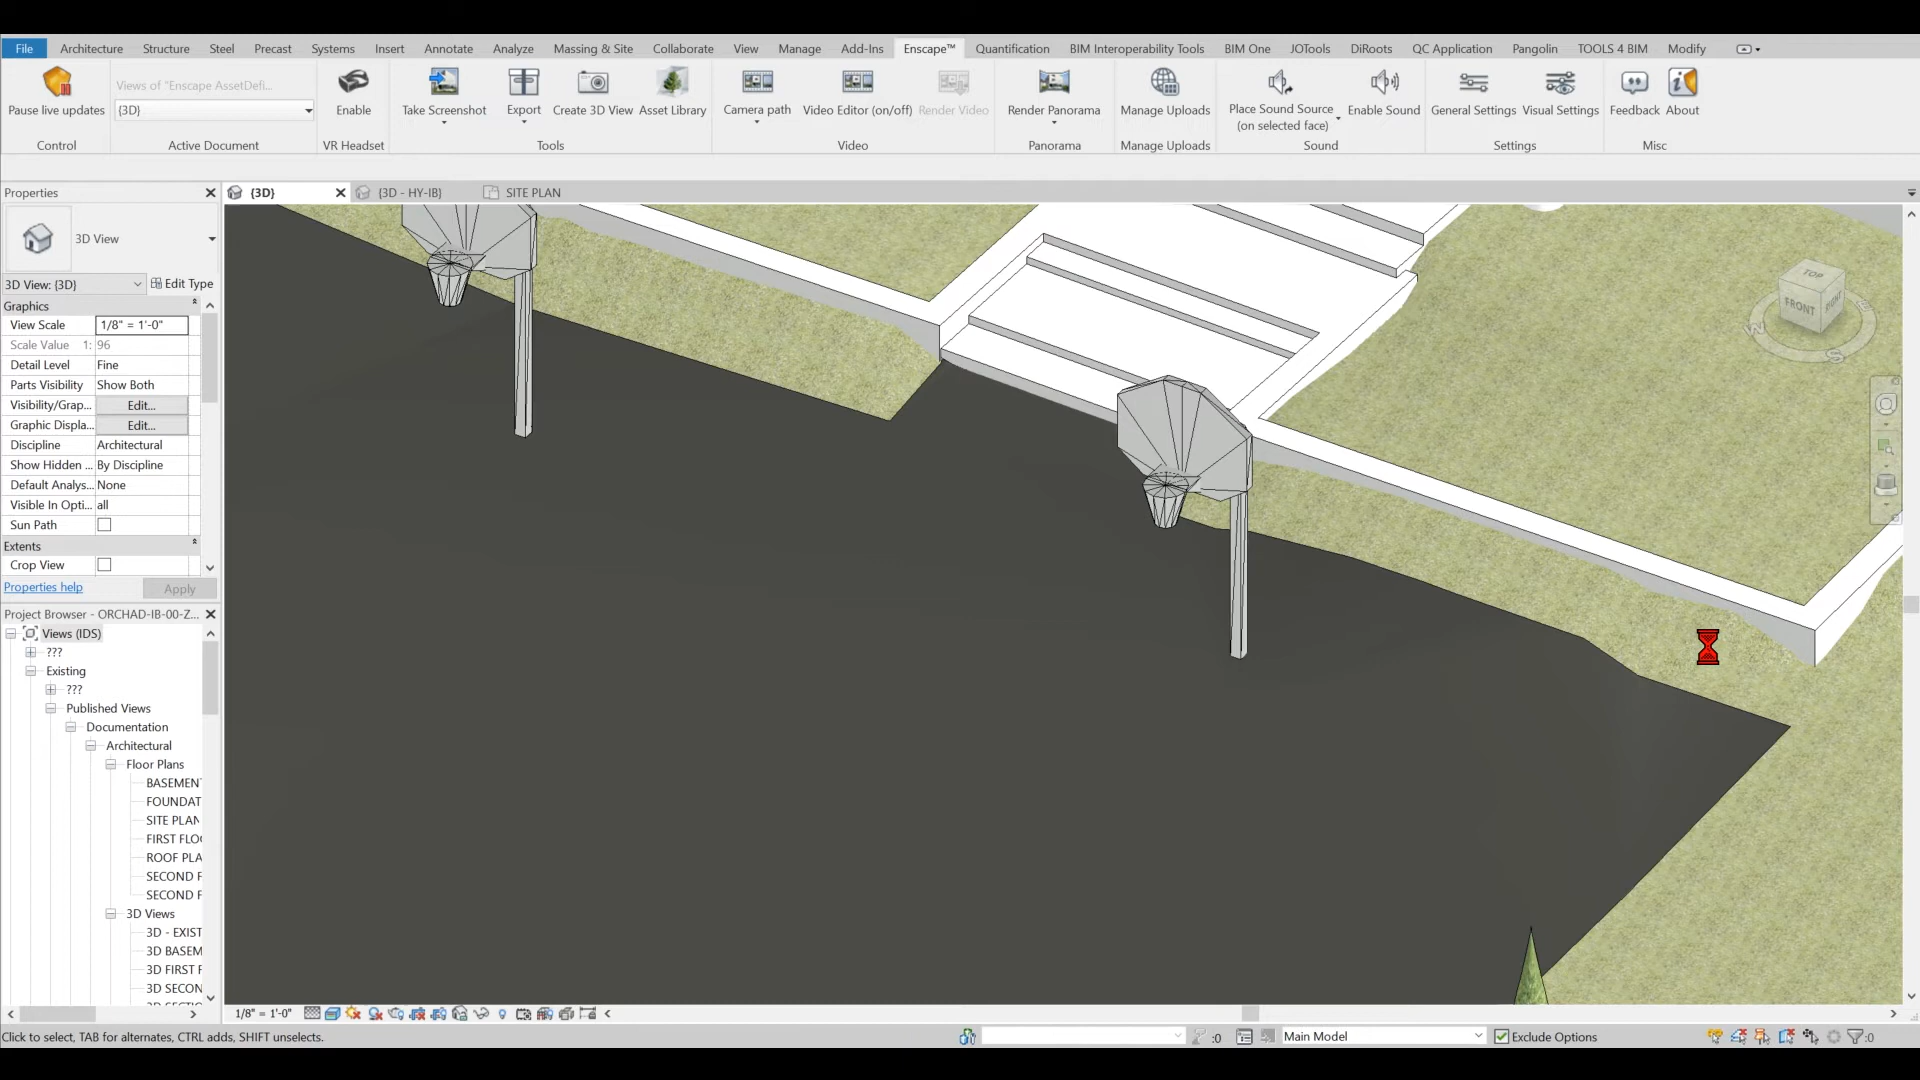 File Architecture Structure Steel Precast Systems Insert Annotate Analyze Massing & Site Collaborate View Manage Add-Ins Enscape™ Quantification BIM Interoperability Tools BIM One JOTools DiRoots QC Application Pangolin TOOLS 4 BIM Modify
Pause live updates
Control
Views of "Enscape AssetDefi...
{3D}
Active Document
Enable
VR Headset
Take Screenshot Export Create 3D View Asset Library
Tools
Camera path Video Editor (on/off) Render Video
Video
Render Panorama
Panorama
Manage Uploads
Manage Uploads
Place Sound Source
(on selected face)
Enable Sound
Sound
General Settings Visual Settings
Settings
Feedback About
Misc
Properties
{3D} {3D - HY-IB} SITE PLAN
3D View
3D View: {3D} Edit Type
Graphics
View Scale 1/8" = 1'-0"
Scale Value 1: 96
Detail Level Fine
Parts Visibility Show Both
Visibility/Grap... Edit...
Graphic Displa... Edit...
Discipline Architectural
Show Hidden ... By Discipline
Default Analys... None
Visible In Opti... all
Sun Path
Extents
Crop View
Properties help Apply
Project Browser - ORCHAD-IB-00-Z...
Views (IDS)
???
Existing
???
Published Views
Documentation
Architectural
Floor Plans
BASEMENT
FOUNDAT
SITE PLAN
FIRST FLO
ROOF PLA
SECOND F
SECOND F
3D Views
3D - EXIST
3D BASEM
3D FIRST F
3D SECON
TOP
FRONT RIGHT
W S E
1/8" = 1'-0"
Click to select, TAB for alternates, CTRL adds, SHIFT unselects.
:0
Main Model
Exclude Options
:0